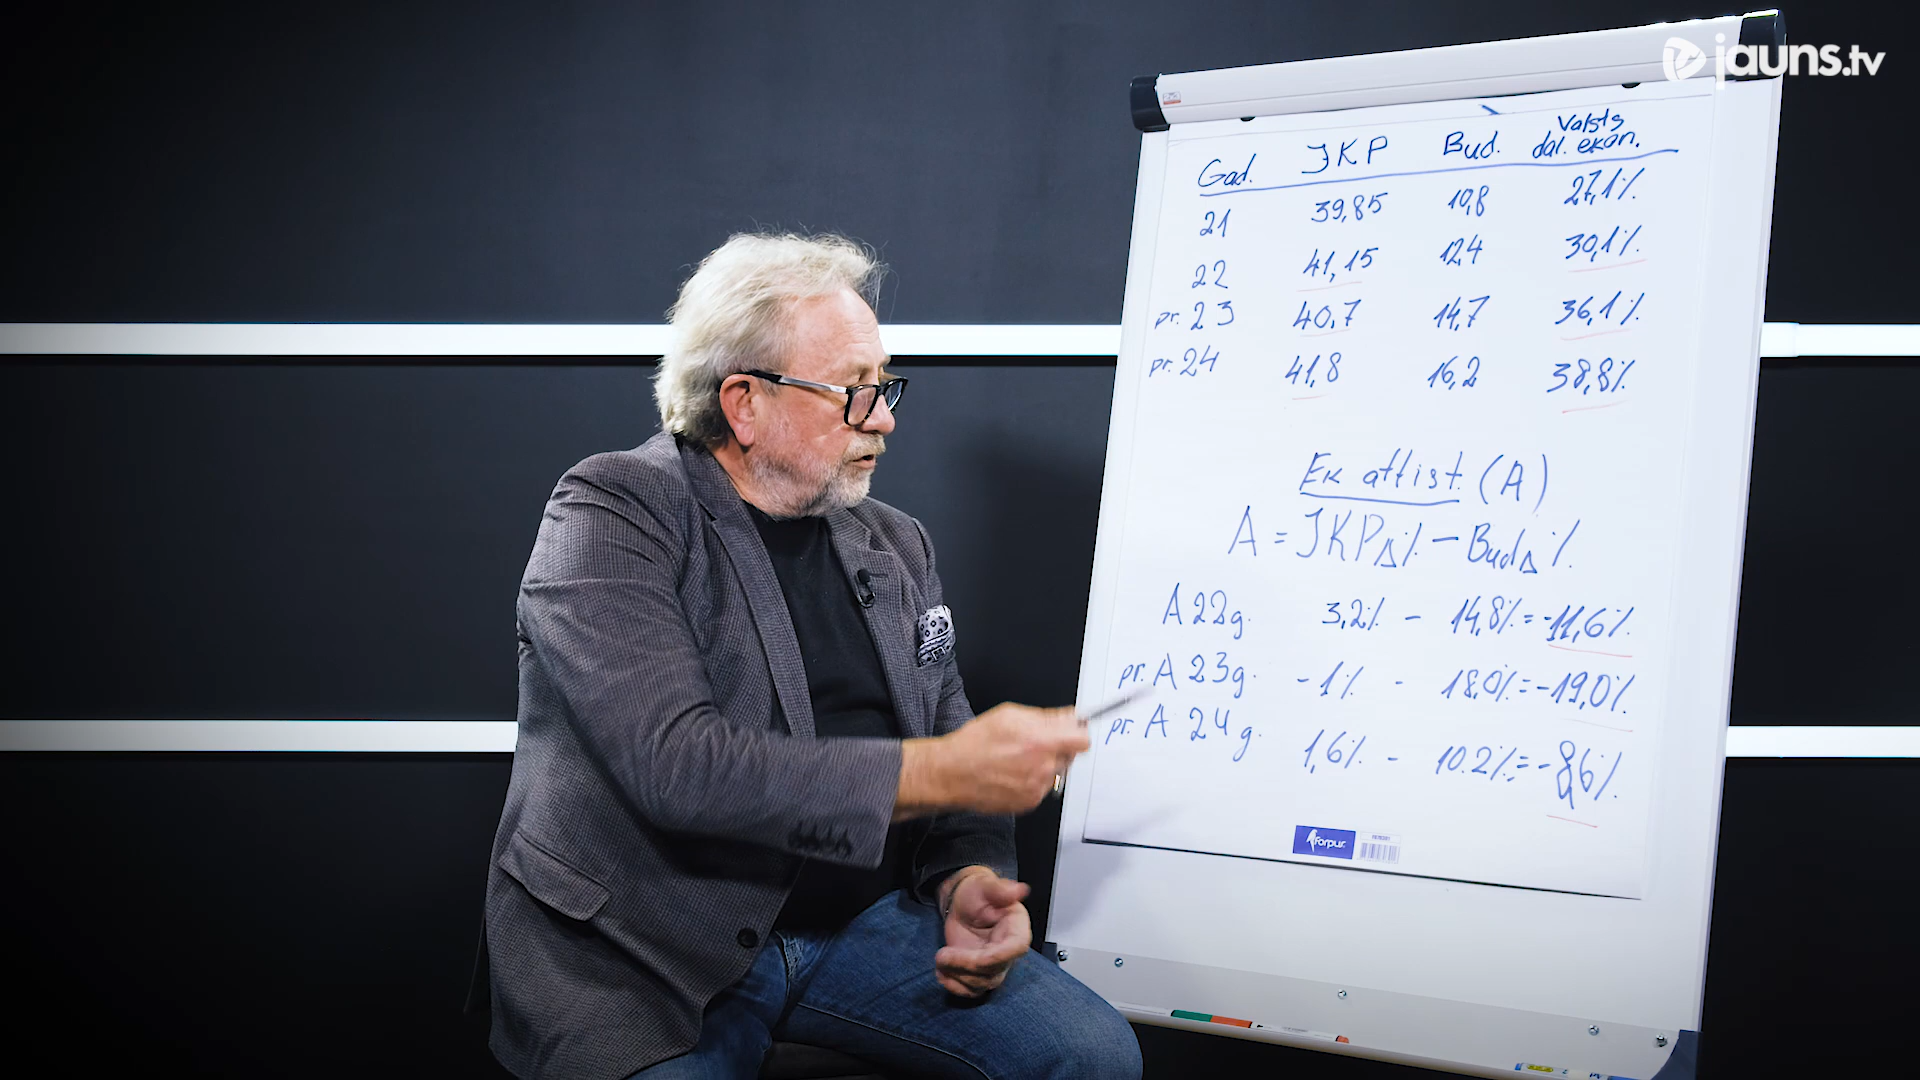 jauns.tv
Gad. IKP Bud. Valsts dal. ekon.
21 39,85 10,8 27,1%
22 41,15 12,4 30,1%
pr. 23 40,7 14,7 36,1%
pr. 24 41,8 16,2 38,8%
Ek attist. (A)
A = IKPΔ% - BudΔ%
A 22g. 3,2% - 14,8% = -11,6%
pr. A 23g. -1% - 18,0% = -19,0%
pr. A 24g. 1,6% - 10.2% = -8,6%
Forpus